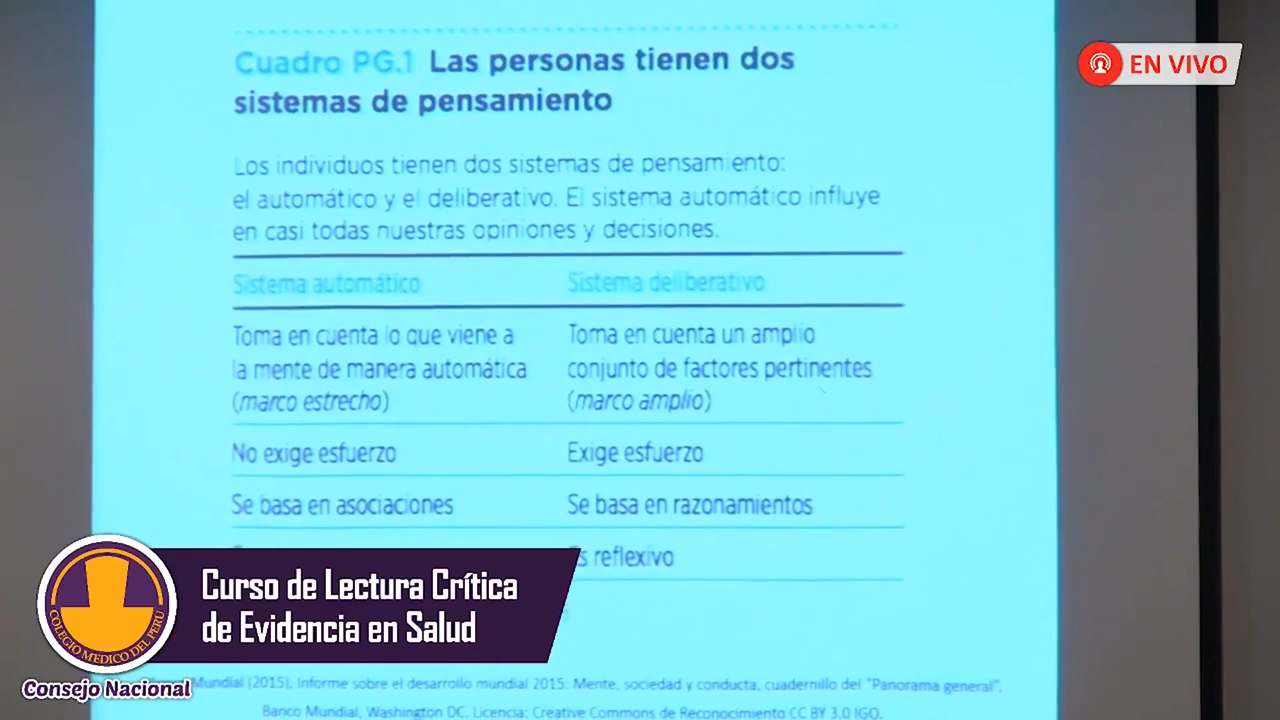 Cuadro PG.1 Las personas tienen dos
sistemas de pensamiento
EN VIVO
Los individuos tienen dos sistemas de pensamiento:
el automático y el deliberativo. El sistema automático influye
en casi todas nuestras opiniones y decisiones.
Sistema automático
Sistema deliberativo
Toma en cuenta lo que viene a
la mente de manera automática
(marco estrecho)
Toma en cuenta un amplio
conjunto de factores pertinentes
(marco amplio)
No exige esfuerzo
Exige esfuerzo
Se basa en asociaciones
Se basa en razonamientos
reflexivo
Curso de Lectura Crítica
de Evidencia en Salud
COLEGIO MEDICO DEL PERU
Consejo Nacional
Mundial (2015), Informe sobre el desarrollo mundial 2015: Mente, sociedad y conducta, cuadernillo del "Panorama general",
Banco Mundial, Washington DC. Licencia: Creative Commons de Reconocimiento CC BY 3.0 IGO.